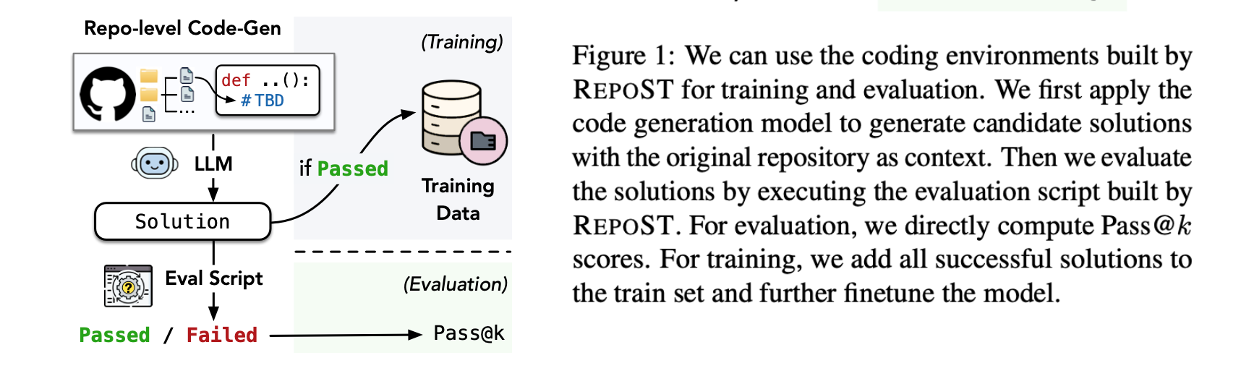 Repo-level Code-Gen
(Training)
def ..():
# TBD
LLM
if Passed
Training
Data
Solution
Eval Script
(Evaluation)
Passed / Failed
Pass@k
Figure 1: We can use the coding environments built by
REPOST for training and evaluation. We first apply the
code generation model to generate candidate solutions
with the original repository as context. Then we evaluate
the solutions by executing the evaluation script built by
REPOST. For evaluation, we directly compute Pass@k
scores. For training, we add all successful solutions to
the train set and further finetune the model.